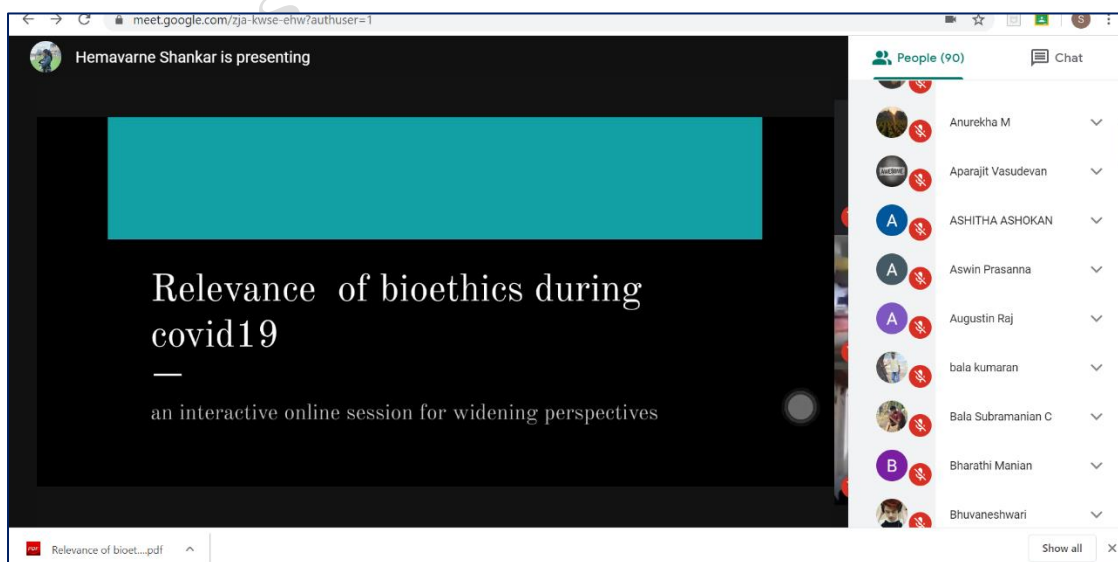 meet.google.com/zja-kwse-ehw?authuser=1
S
Hemavarne Shankar is presenting
People (90)
Chat
Relevance of bioethics during
covid19
an interactive online session for widening perspectives
Anurekha M
AWESOME
Aparajit Vasudevan
A
ASHITHA ASHOKAN
A
Aswin Prasanna
A
Augustin Raj
bala kumaran
Bala Subramanian C
B
Bharathi Manian
Bhuvaneshwari
PDF
Relevance of bioet....pdf
Show all